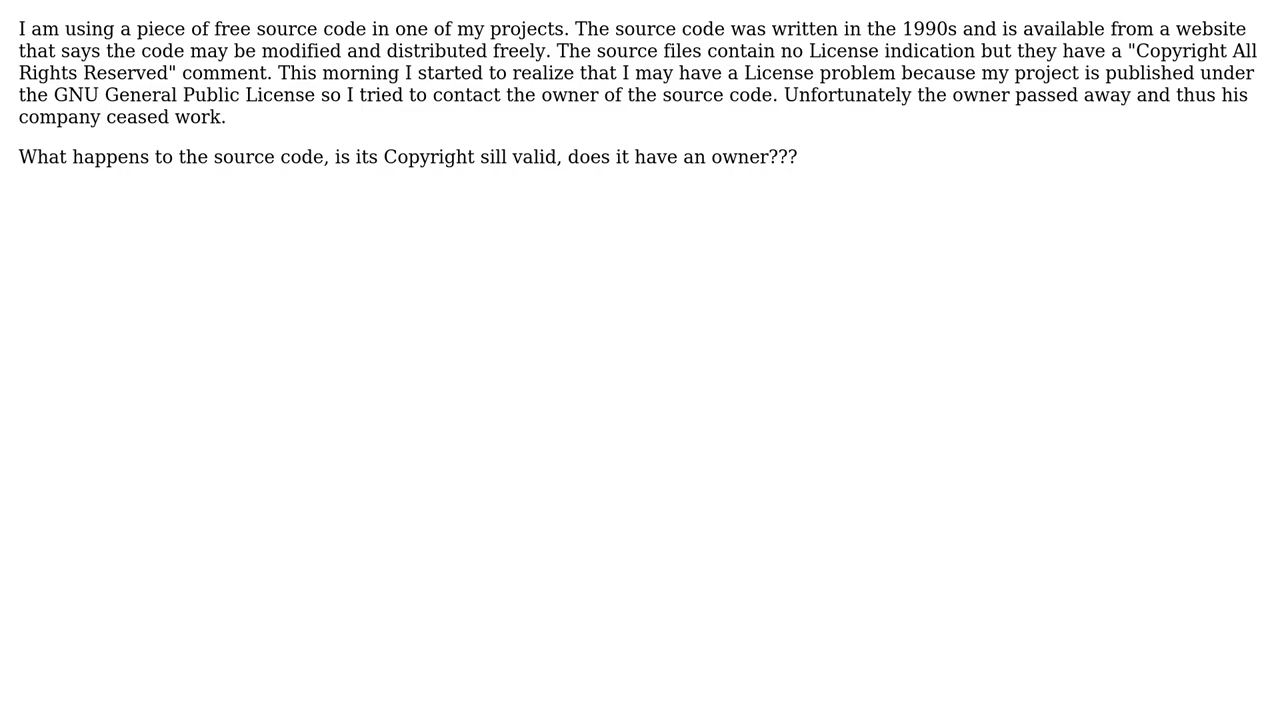 I am using a piece of free source code in one of my projects. The source code was written in the 1990s and is available from a website
that says the code may be modified and distributed freely. The source files contain no License indication but they have a "Copyright All
Rights Reserved" comment. This morning I started to realize that I may have a License problem because my project is published under
the GNU General Public License so I tried to contact the owner of the source code. Unfortunately the owner passed away and thus his
company ceased work.
What happens to the source code, is its Copyright sill valid, does it have an owner???